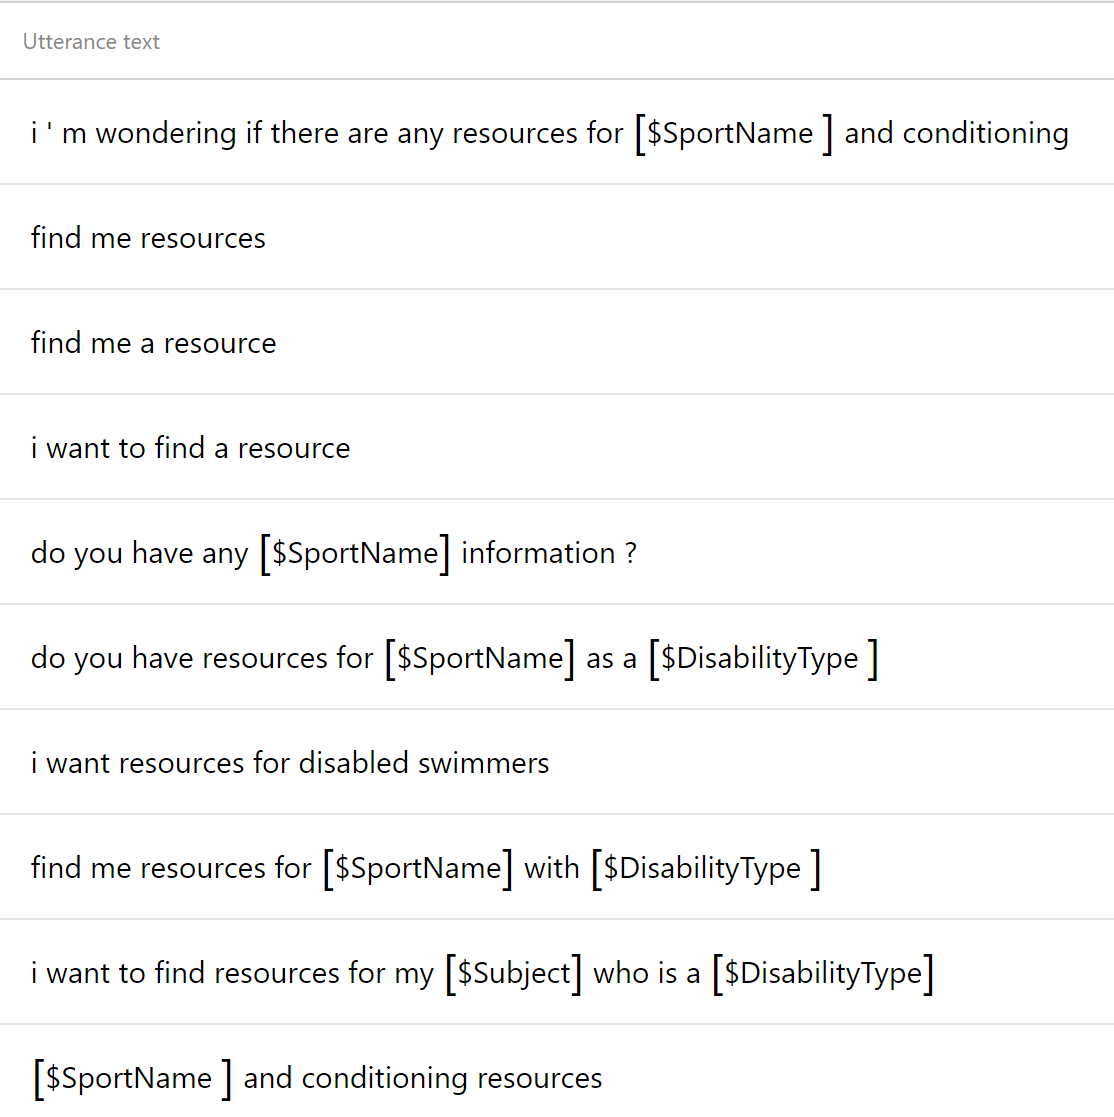 Utterance text
i ' m wondering if there are any resources for [$SportName ] and conditioning
find me resources
find me a resource
i want to find a resource
do you have any [$SportName] information ?
do you have resources for [$SportName] as a [$DisabilityType ]
i want resources for disabled swimmers
find me resources for [$SportName] with [$DisabilityType ]
i want to find resources for my [$Subject] who is a [$DisabilityType]
[$SportName ] and conditioning resources